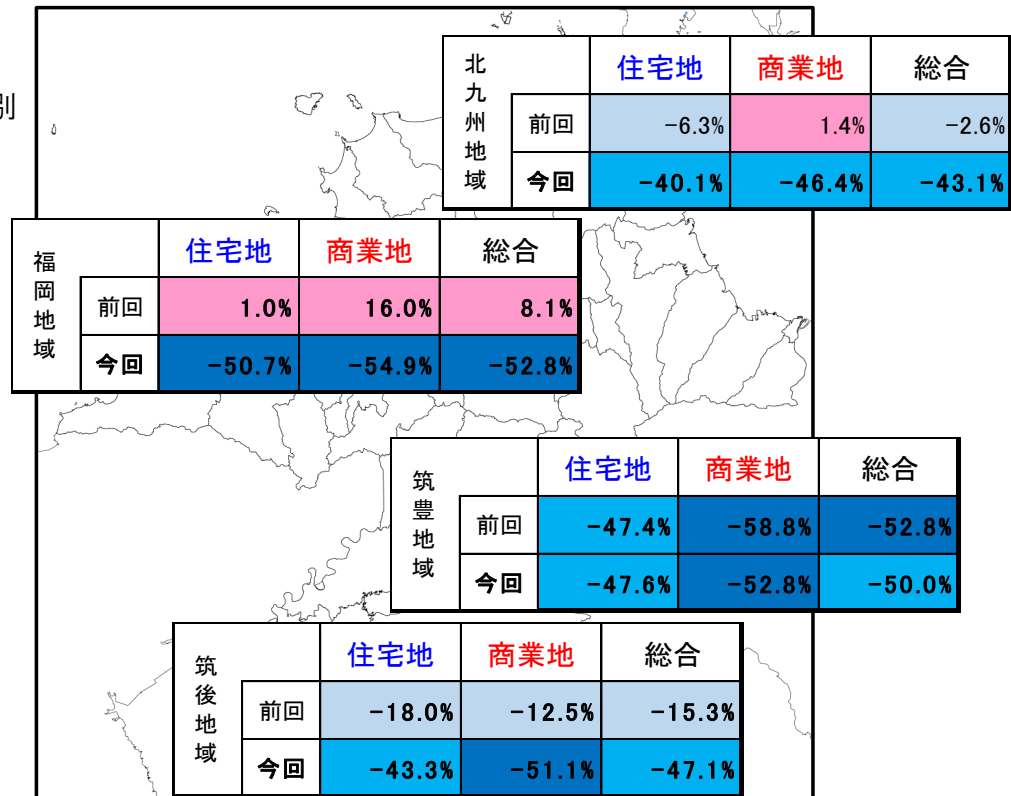 別
北九州地域
住宅地 商業地 総合
前回 -6.3% 1.4% -2.6%
今回 -40.1% -46.4% -43.1%
福岡地域
住宅地 商業地 総合
前回 1.0% 16.0% 8.1%
今回 -50.7% -54.9% -52.8%
筑豊地域
住宅地 商業地 総合
前回 -47.4% -58.8% -52.8%
今回 -47.6% -52.8% -50.0%
筑後地域
住宅地 商業地 総合
前回 -18.0% -12.5% -15.3%
今回 -43.3% -51.1% -47.1%